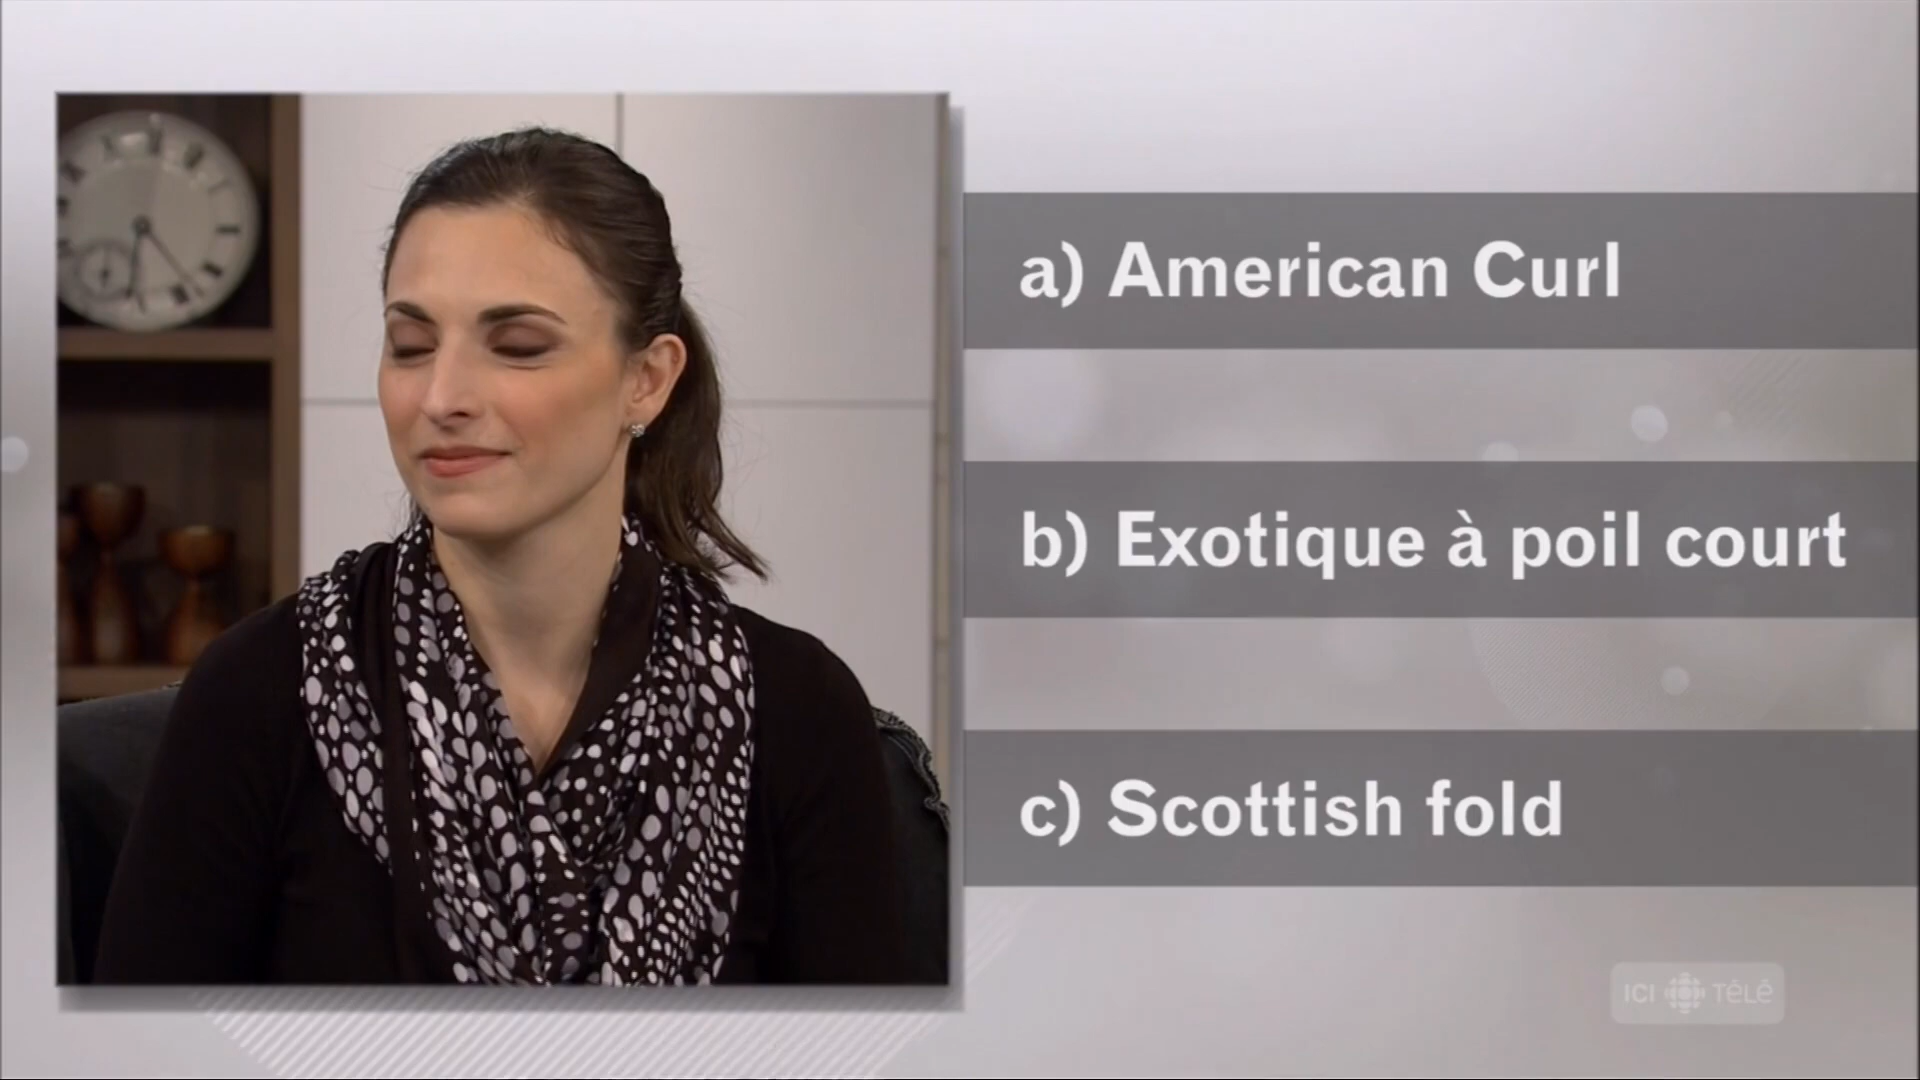 a) American Curl
b) Exotique à poil court
c) Scottish fold
ICI TÉLÉ